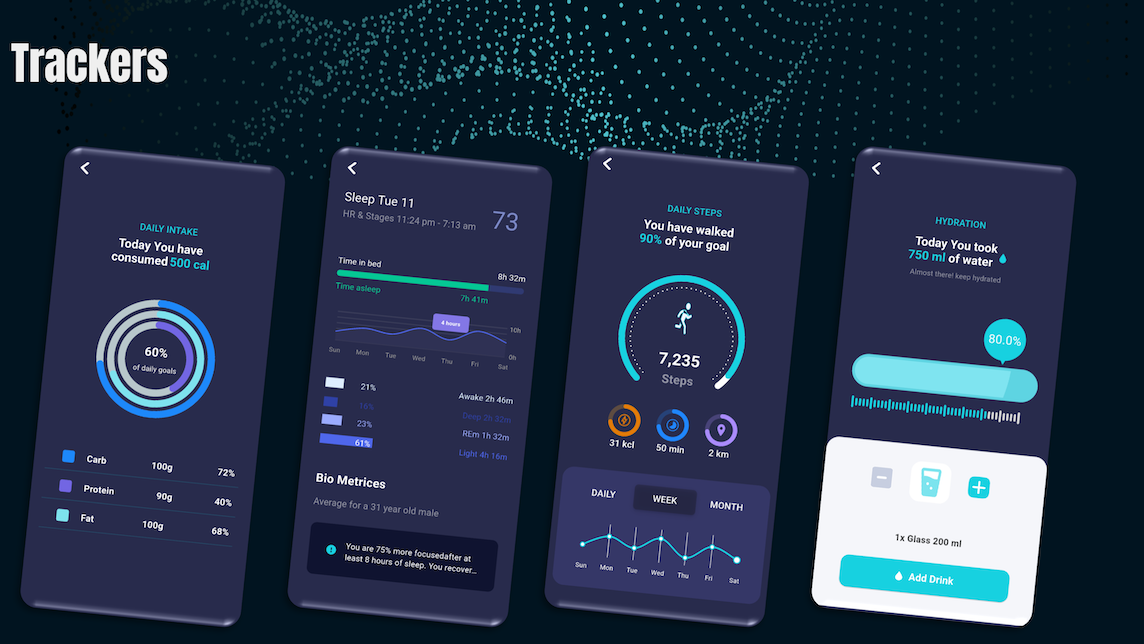 Trackers
DAILY INTAKE
Today You have
consumed 500 cal
60%
of daily goals
Carb 100g 72%
Protein 90g 40%
Fat 100g 68%
Sleep Tue 11
HR & Stages 11:24 pm - 7:13 am
73
Time in bed 8h 32m
Time asleep 7h 41m
4 hours
10h
0h
Sun Mon Tue Wed Thu Fri Sat
21% Awake 2h 46m
16% Deep 2h 32m
23% REm 1h 32m
61% Light 4h 16m
Bio Metrices
Average for a 31 year old male
You are 75% more focusedafter at
least 8 hours of sleep. You recover...
DAILY STEPS
You have walked
90% of your goal
7,235
Steps
31 kcl 50 min 2 km
DAILY WEEK MONTH
Sun Mon Tue Wed Thu Fri Sat
HYDRATION
Today You took
750 ml of water
Almost there! keep hydrated
80.0%
1x Glass 200 ml
Add Drink